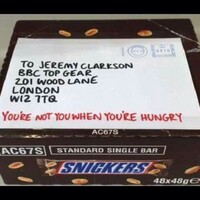 TO JEREMY CLARKSON
BBC TOP GEAR
201 WOOD LANE
LONDON
W12 7TQ
YOU'RE NOT YOU WHEN YOU'RE HUNGRY
AC67S
AC67S STANDARD SINGLE BAR
SNICKERS
48x48g e